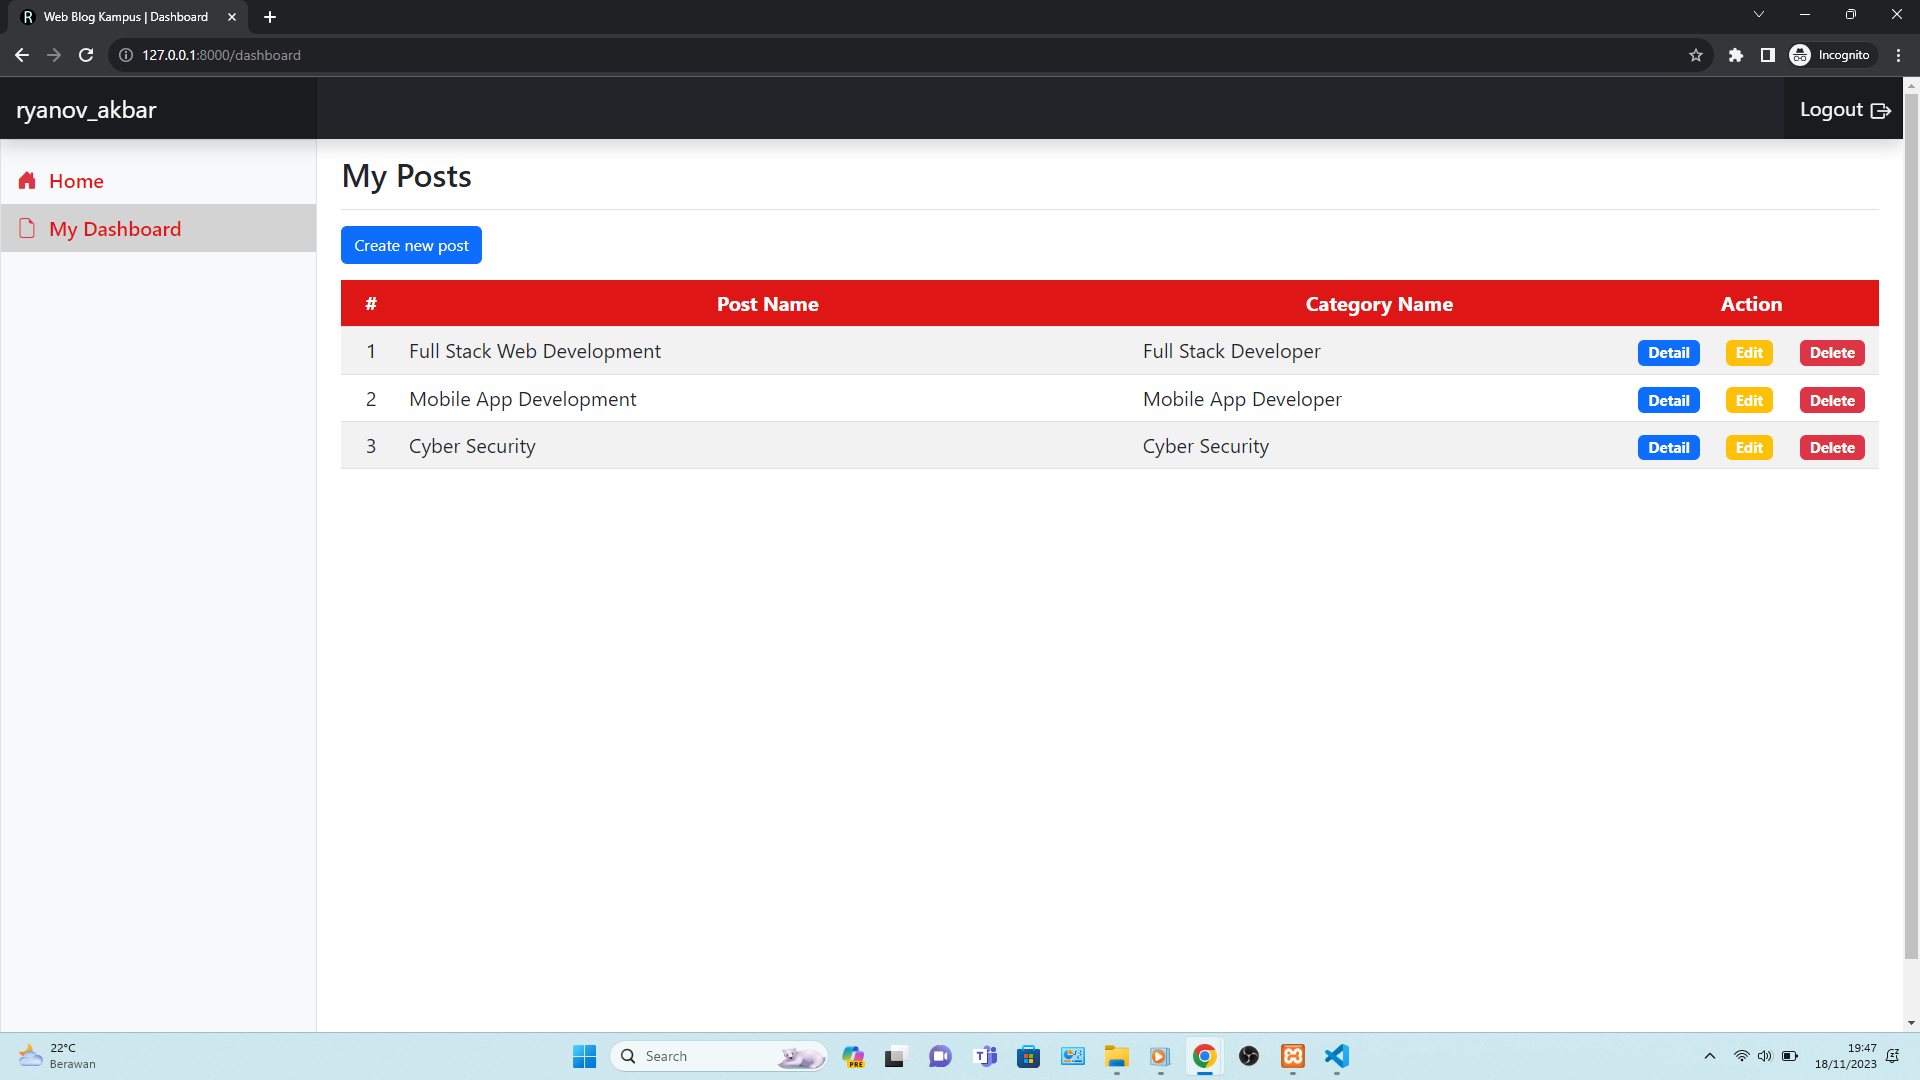 Web Blog Kampus | Dashboard
127.0.0.1:8000/dashboard
Incognito
ryanov_akbar
Logout
Home
My Dashboard
My Posts
Create new post
# Post Name Category Name Action
1 Full Stack Web Development Full Stack Developer Detail Edit Delete
2 Mobile App Development Mobile App Developer Detail Edit Delete
3 Cyber Security Cyber Security Detail Edit Delete
22°C
Berawan
Search
PRE
19:47
18/11/2023